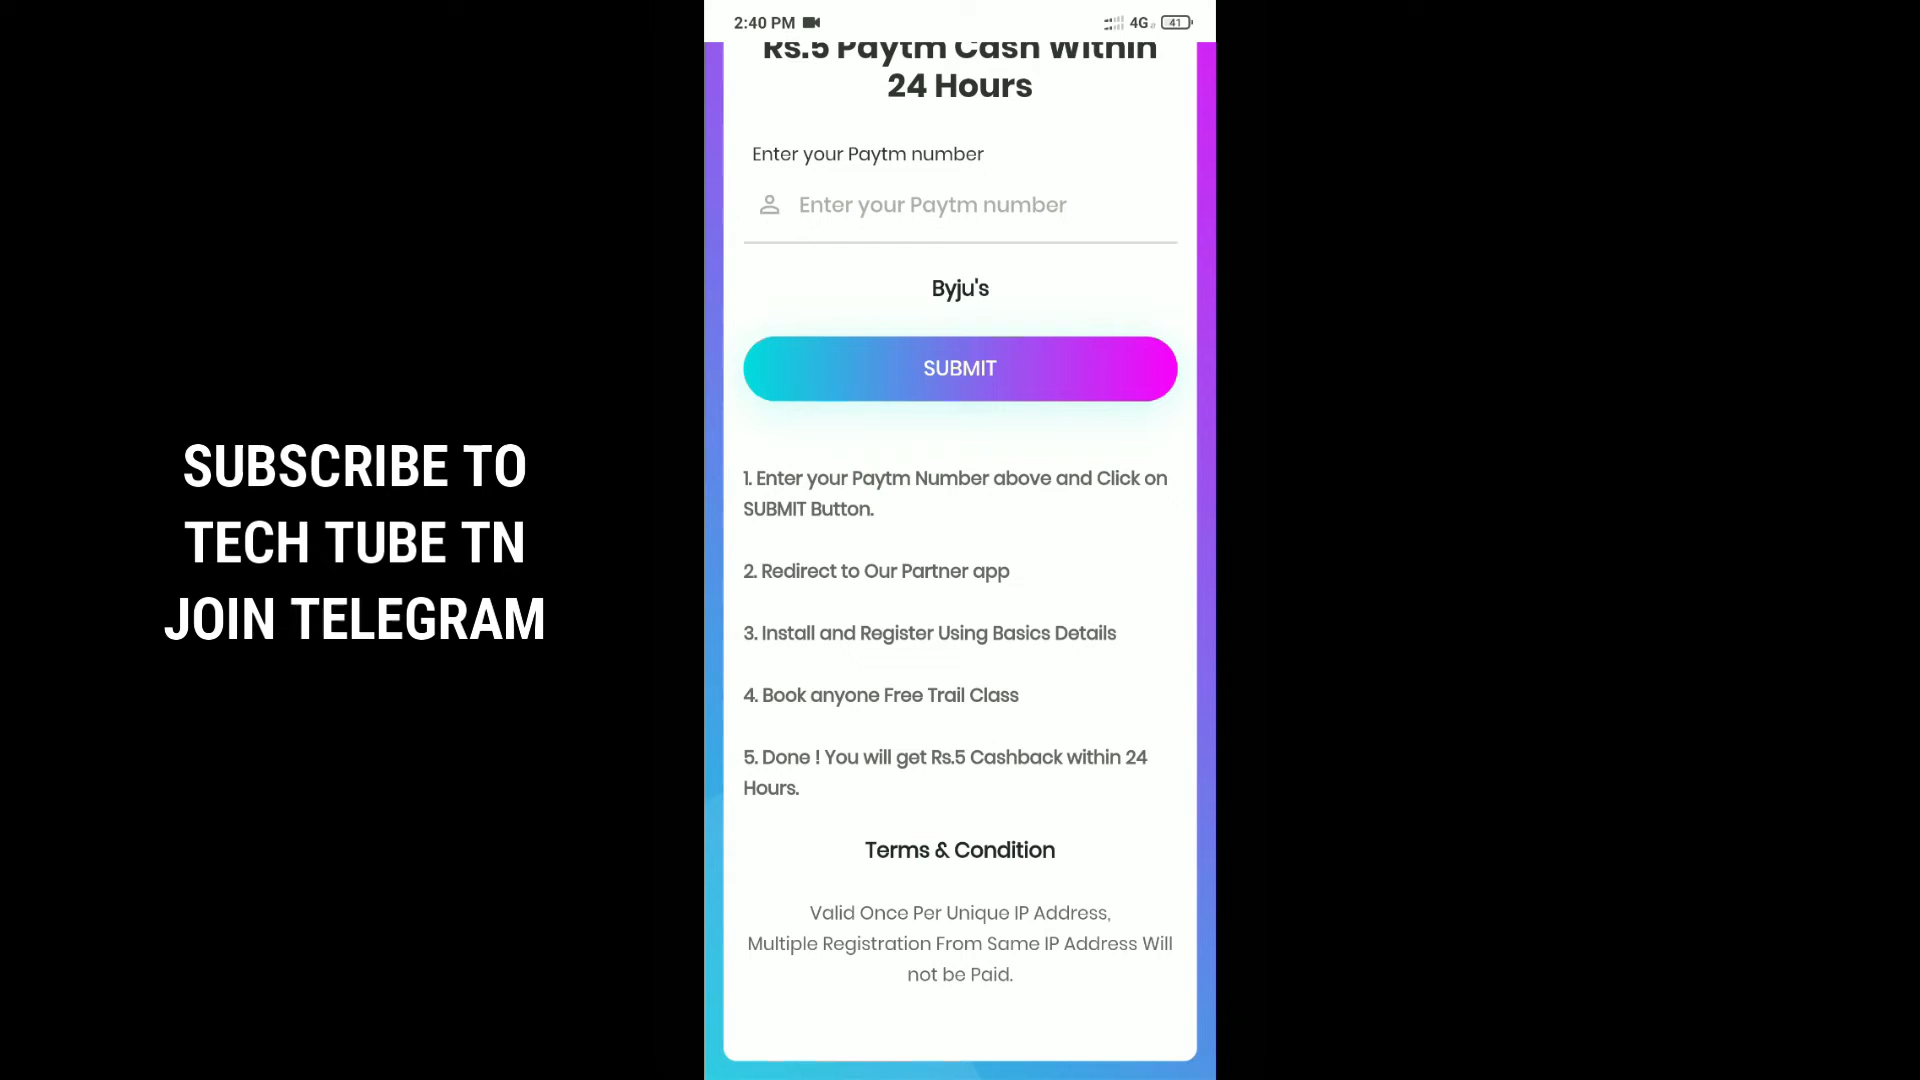 2:40 PM
4G
41
Rs.5 Paytm Cash Within
24 Hours
Enter your Paytm number
Enter your Paytm number
Byju's
SUBMIT
1. Enter your Paytm Number above and Click on
SUBMIT Button.
2. Redirect to Our Partner app
3. Install and Register Using Basics Details
4. Book anyone Free Trail Class
5. Done ! You will get Rs.5 Cashback within 24
Hours.
Terms & Condition
Valid Once Per Unique IP Address,
Multiple Registration From Same IP Address Will
not be Paid.
SUBSCRIBE TO
TECH TUBE TN
JOIN TELEGRAM